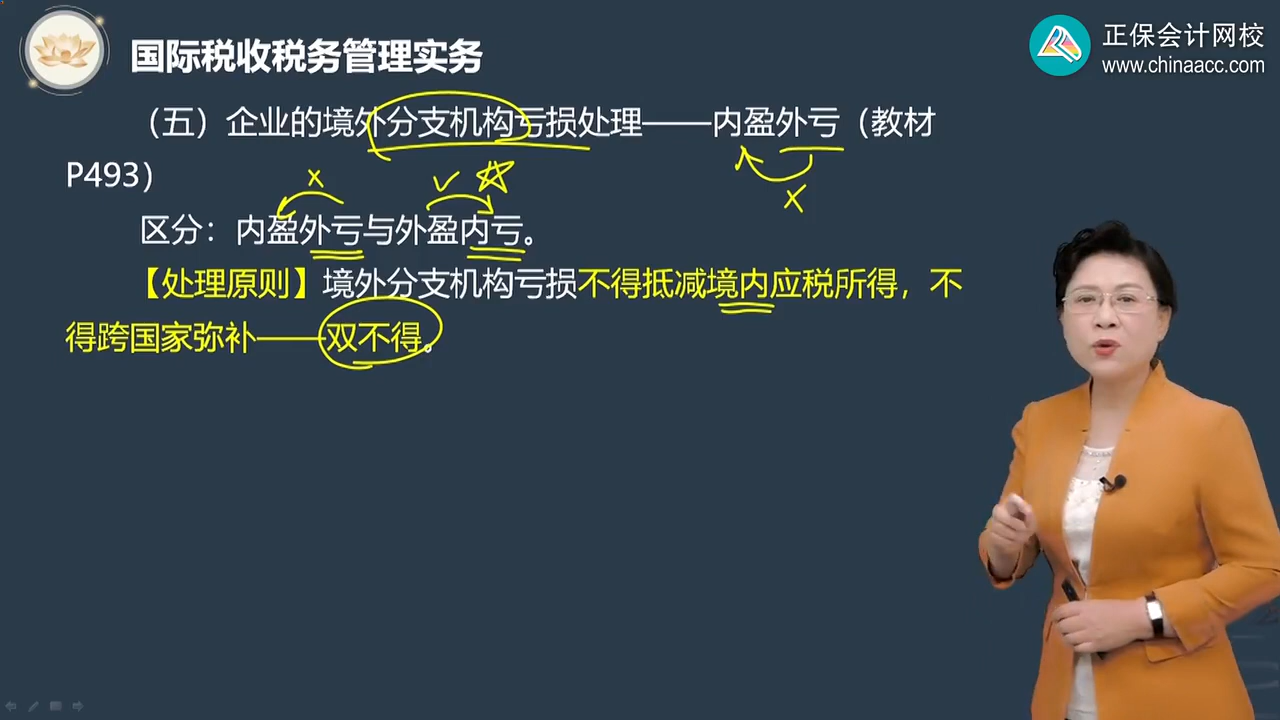 国际税收税务管理实务
正保会计网校
www.chinaacc.com
（五）企业的境外分支机构亏损处理——内盈外亏（教材
P493）
区分：内盈外亏与外盈内亏。
【处理原则】境外分支机构亏损不得抵减境内应税所得，不
得跨国家弥补——双不得。